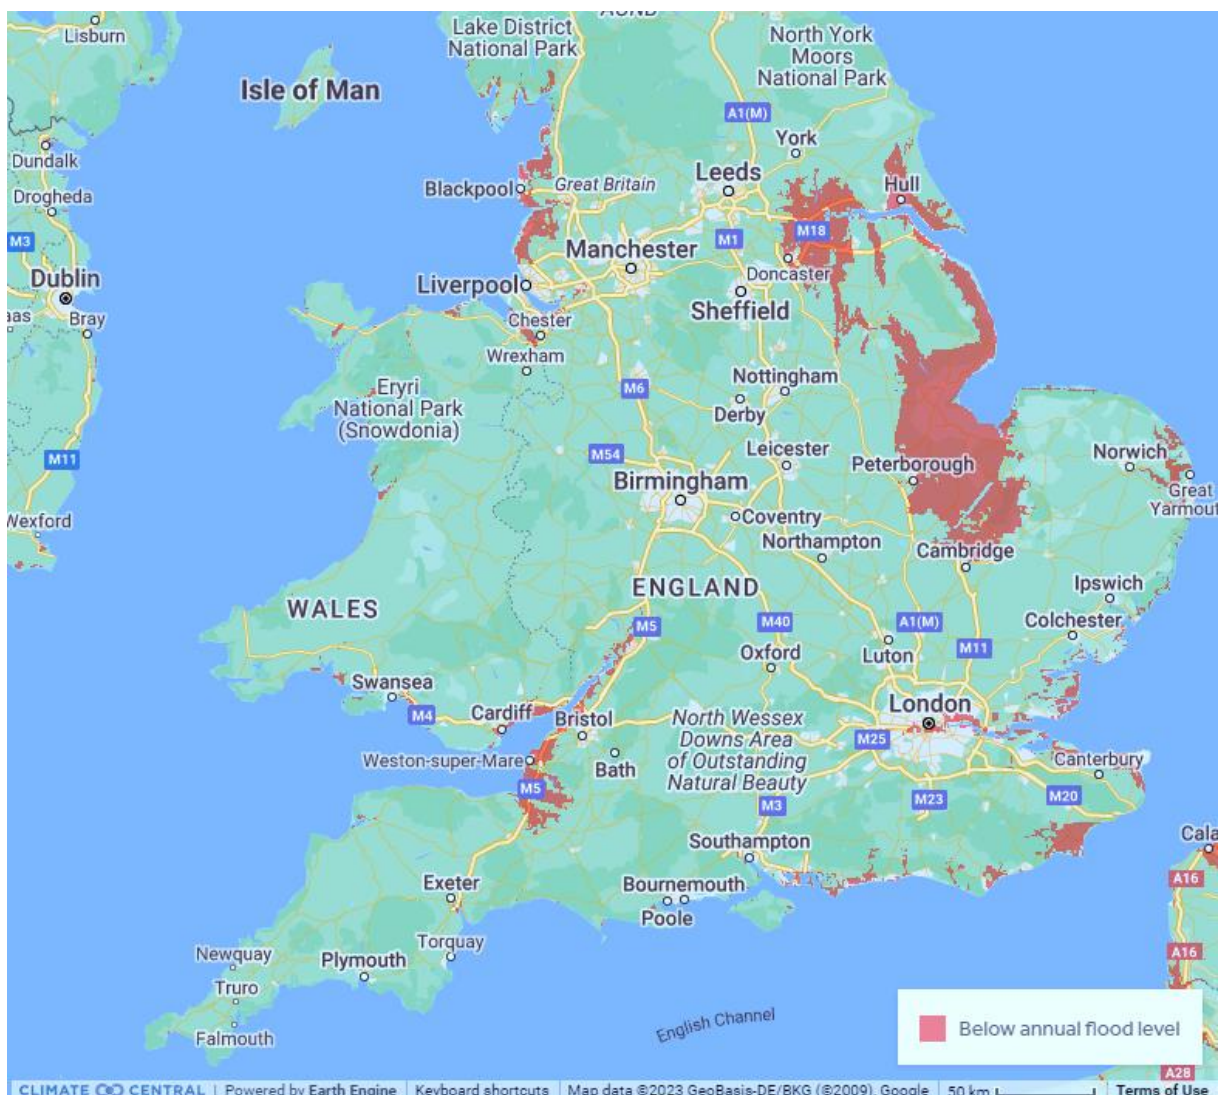 AONB
Lisburn
Lake District
National Park
North York
Moors
National Park
Isle of Man
A1(M)
York
Dundalk
Leeds
Blackpool
Great Britain
Hull
Drogheda
M3
M18
M1
Manchester
Doncaster
Dublin
Liverpool
Sheffield
Bray
Chester
Wrexham
Eryri
National Park
(Snowdonia)
M6
Nottingham
Derby
M11
M54
Leicester
Peterborough
Norwich
Birmingham
Great
Yarmout
Wexford
Coventry
Northampton
Cambridge
ENGLAND
Ipswich
WALES
M5
M40
A1(M)
Colchester
M11
Oxford
Luton
Swansea
London
M4
Cardiff
Bristol
North Wessex
Downs Area
of Outstanding
Natural Beauty
M25
Weston-super-Mare
Bath
Canterbury
M5
M3
M23
M20
Southampton
Cala
Exeter
Bournemouth
Poole
A16
Torquay
Newquay
Plymouth
A16
Truro
English Channel
Falmouth
Below annual flood level
A28
CLIMATE CENTRAL | Powered by Earth Engine Keyboard shortcuts Map data ©2023 GeoBasis-DE/BKG (©2009), Google 50 km Terms of Use